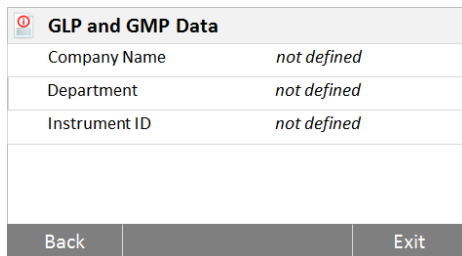 GLP and GMP Data
Company Name not defined
Department not defined
Instrument ID not defined
Back Exit